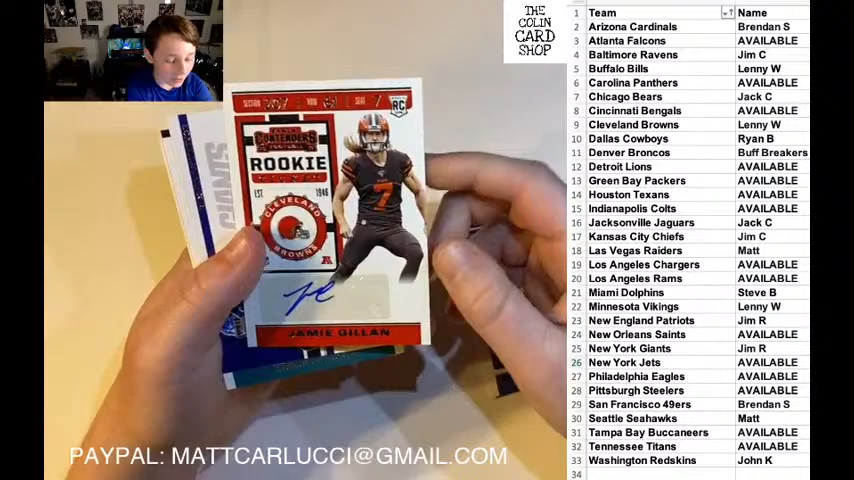 THE
COLIN
CARD
SHOP
SECTION 207 ROW 31 SEAT 7
RC
PANINI
CONTENDERS
FOOTBALL
ROOKIE
EST 1946
CLEVELAND
BROWNS
7
JAMIE GILLAN
GIANTS
PAYPAL: MATTCARLUCCI@GMAIL.COM
1 Team Name
2 Arizona Cardinals Brendan S
3 Atlanta Falcons AVAILABLE
4 Baltimore Ravens Jim C
5 Buffalo Bills Lenny W
6 Carolina Panthers AVAILABLE
7 Chicago Bears Jack C
8 Cincinnati Bengals AVAILABLE
9 Cleveland Browns Lenny W
10 Dallas Cowboys Ryan B
11 Denver Broncos Buff Breakers
12 Detroit Lions AVAILABLE
13 Green Bay Packers AVAILABLE
14 Houston Texans AVAILABLE
15 Indianapolis Colts AVAILABLE
16 Jacksonville Jaguars Jack C
17 Kansas City Chiefs Jim C
18 Las Vegas Raiders Matt
19 Los Angeles Chargers AVAILABLE
20 Los Angeles Rams AVAILABLE
21 Miami Dolphins Steve B
22 Minnesota Vikings Lenny W
23 New England Patriots Jim R
24 New Orleans Saints AVAILABLE
25 New York Giants Jim R
26 New York Jets AVAILABLE
27 Philadelphia Eagles AVAILABLE
28 Pittsburgh Steelers AVAILABLE
29 San Francisco 49ers Brendan S
30 Seattle Seahawks Matt
31 Tampa Bay Buccaneers AVAILABLE
32 Tennessee Titans AVAILABLE
33 Washington Redskins John K
34